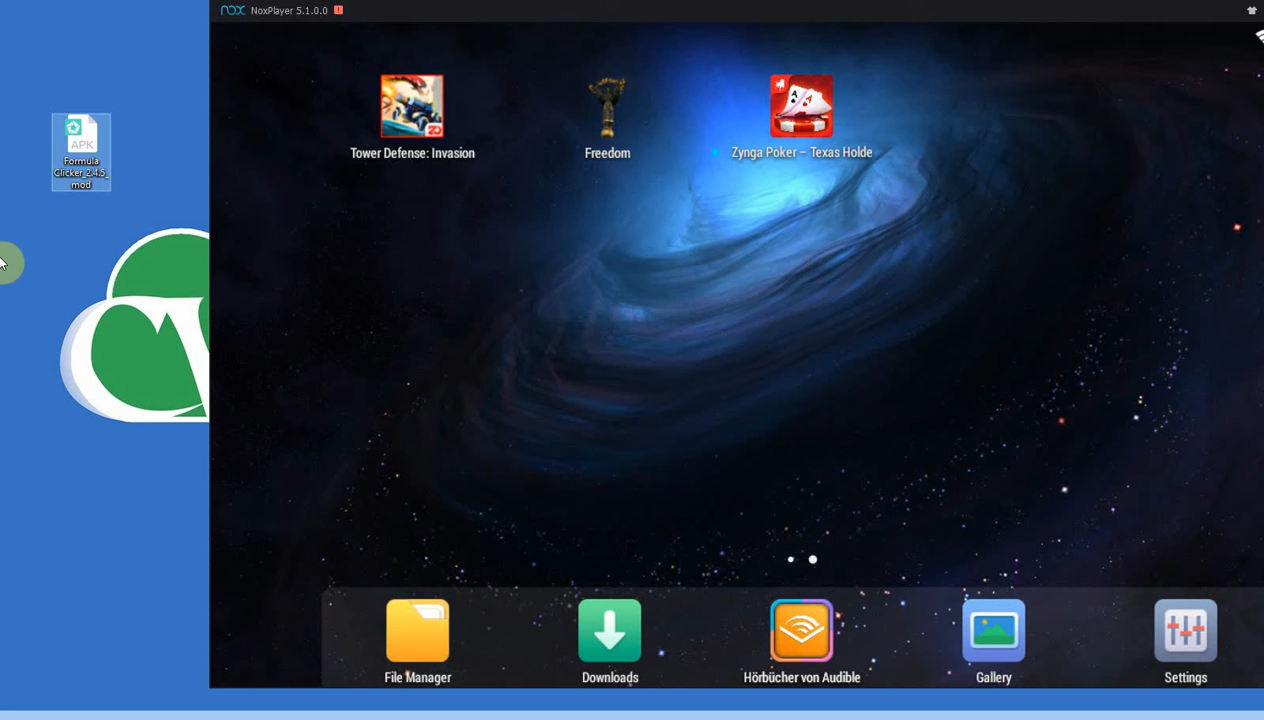 nox NoxPlayer 5.1.0.0
APK
Formula
Clicker_2.4.5_
mod
Tower Defense: Invasion
Freedom
Zynga Poker – Texas Holde
File Manager
Downloads
Hörbücher von Audible
Gallery
Settings